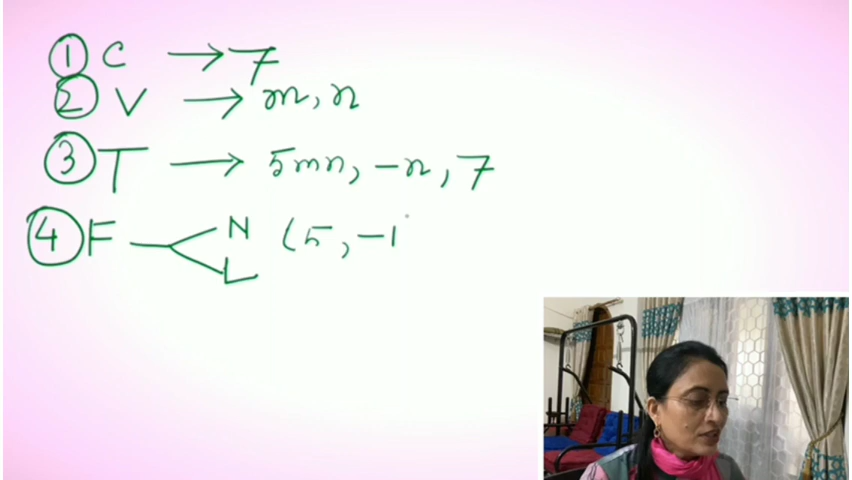 ① C → 7
② V → m, n
③ T → 5mn, -n, 7
④ F N (5, -1
L